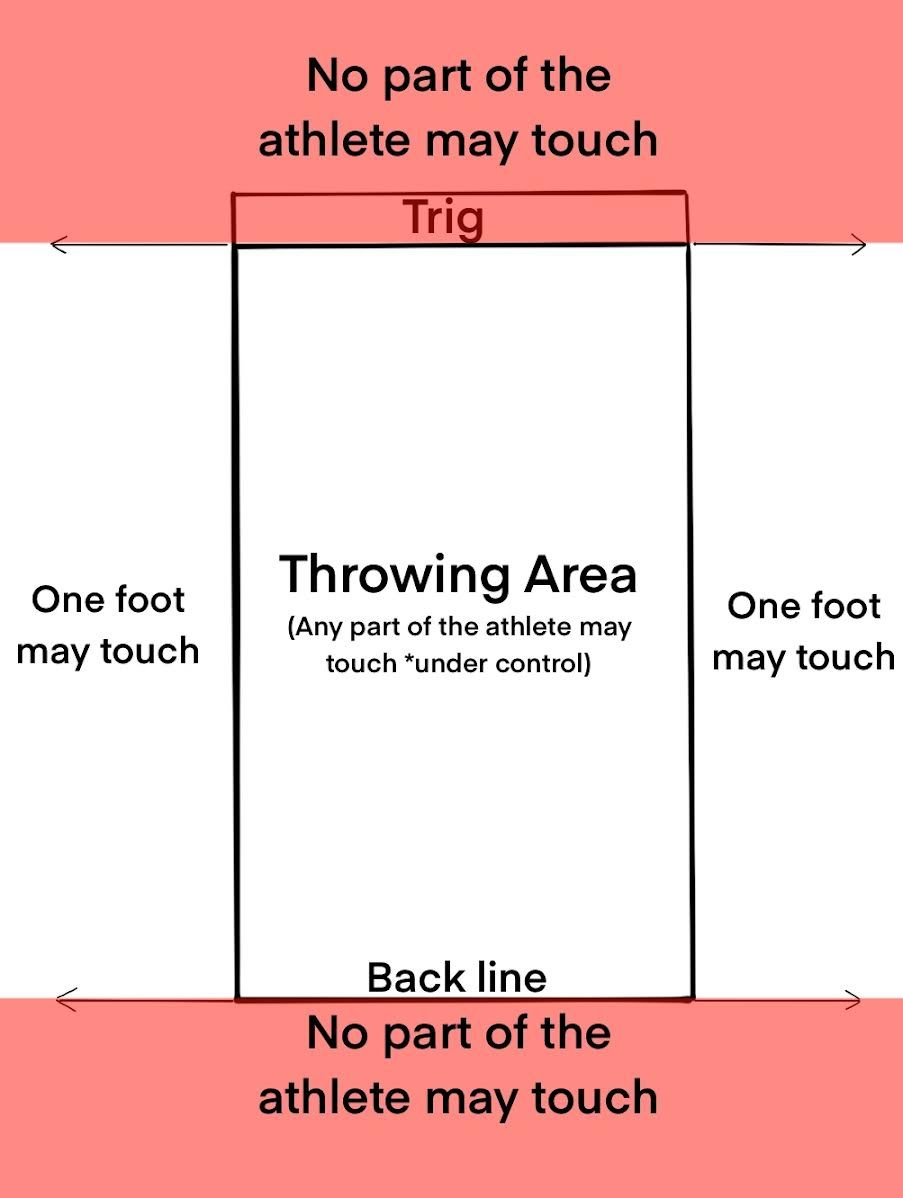 No part of the
athlete may touch
Trig
Throwing Area
(Any part of the athlete may
touch *under control)
One foot
may touch
One foot
may touch
Back line
No part of the
athlete may touch